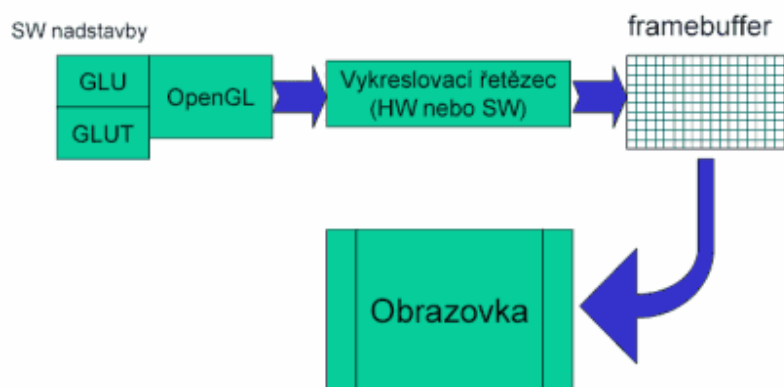 SW nadstavby
framebuffer
GLU
OpenGL
GLUT
Vykreslovací řetězec
(HW nebo SW)
Obrazovka